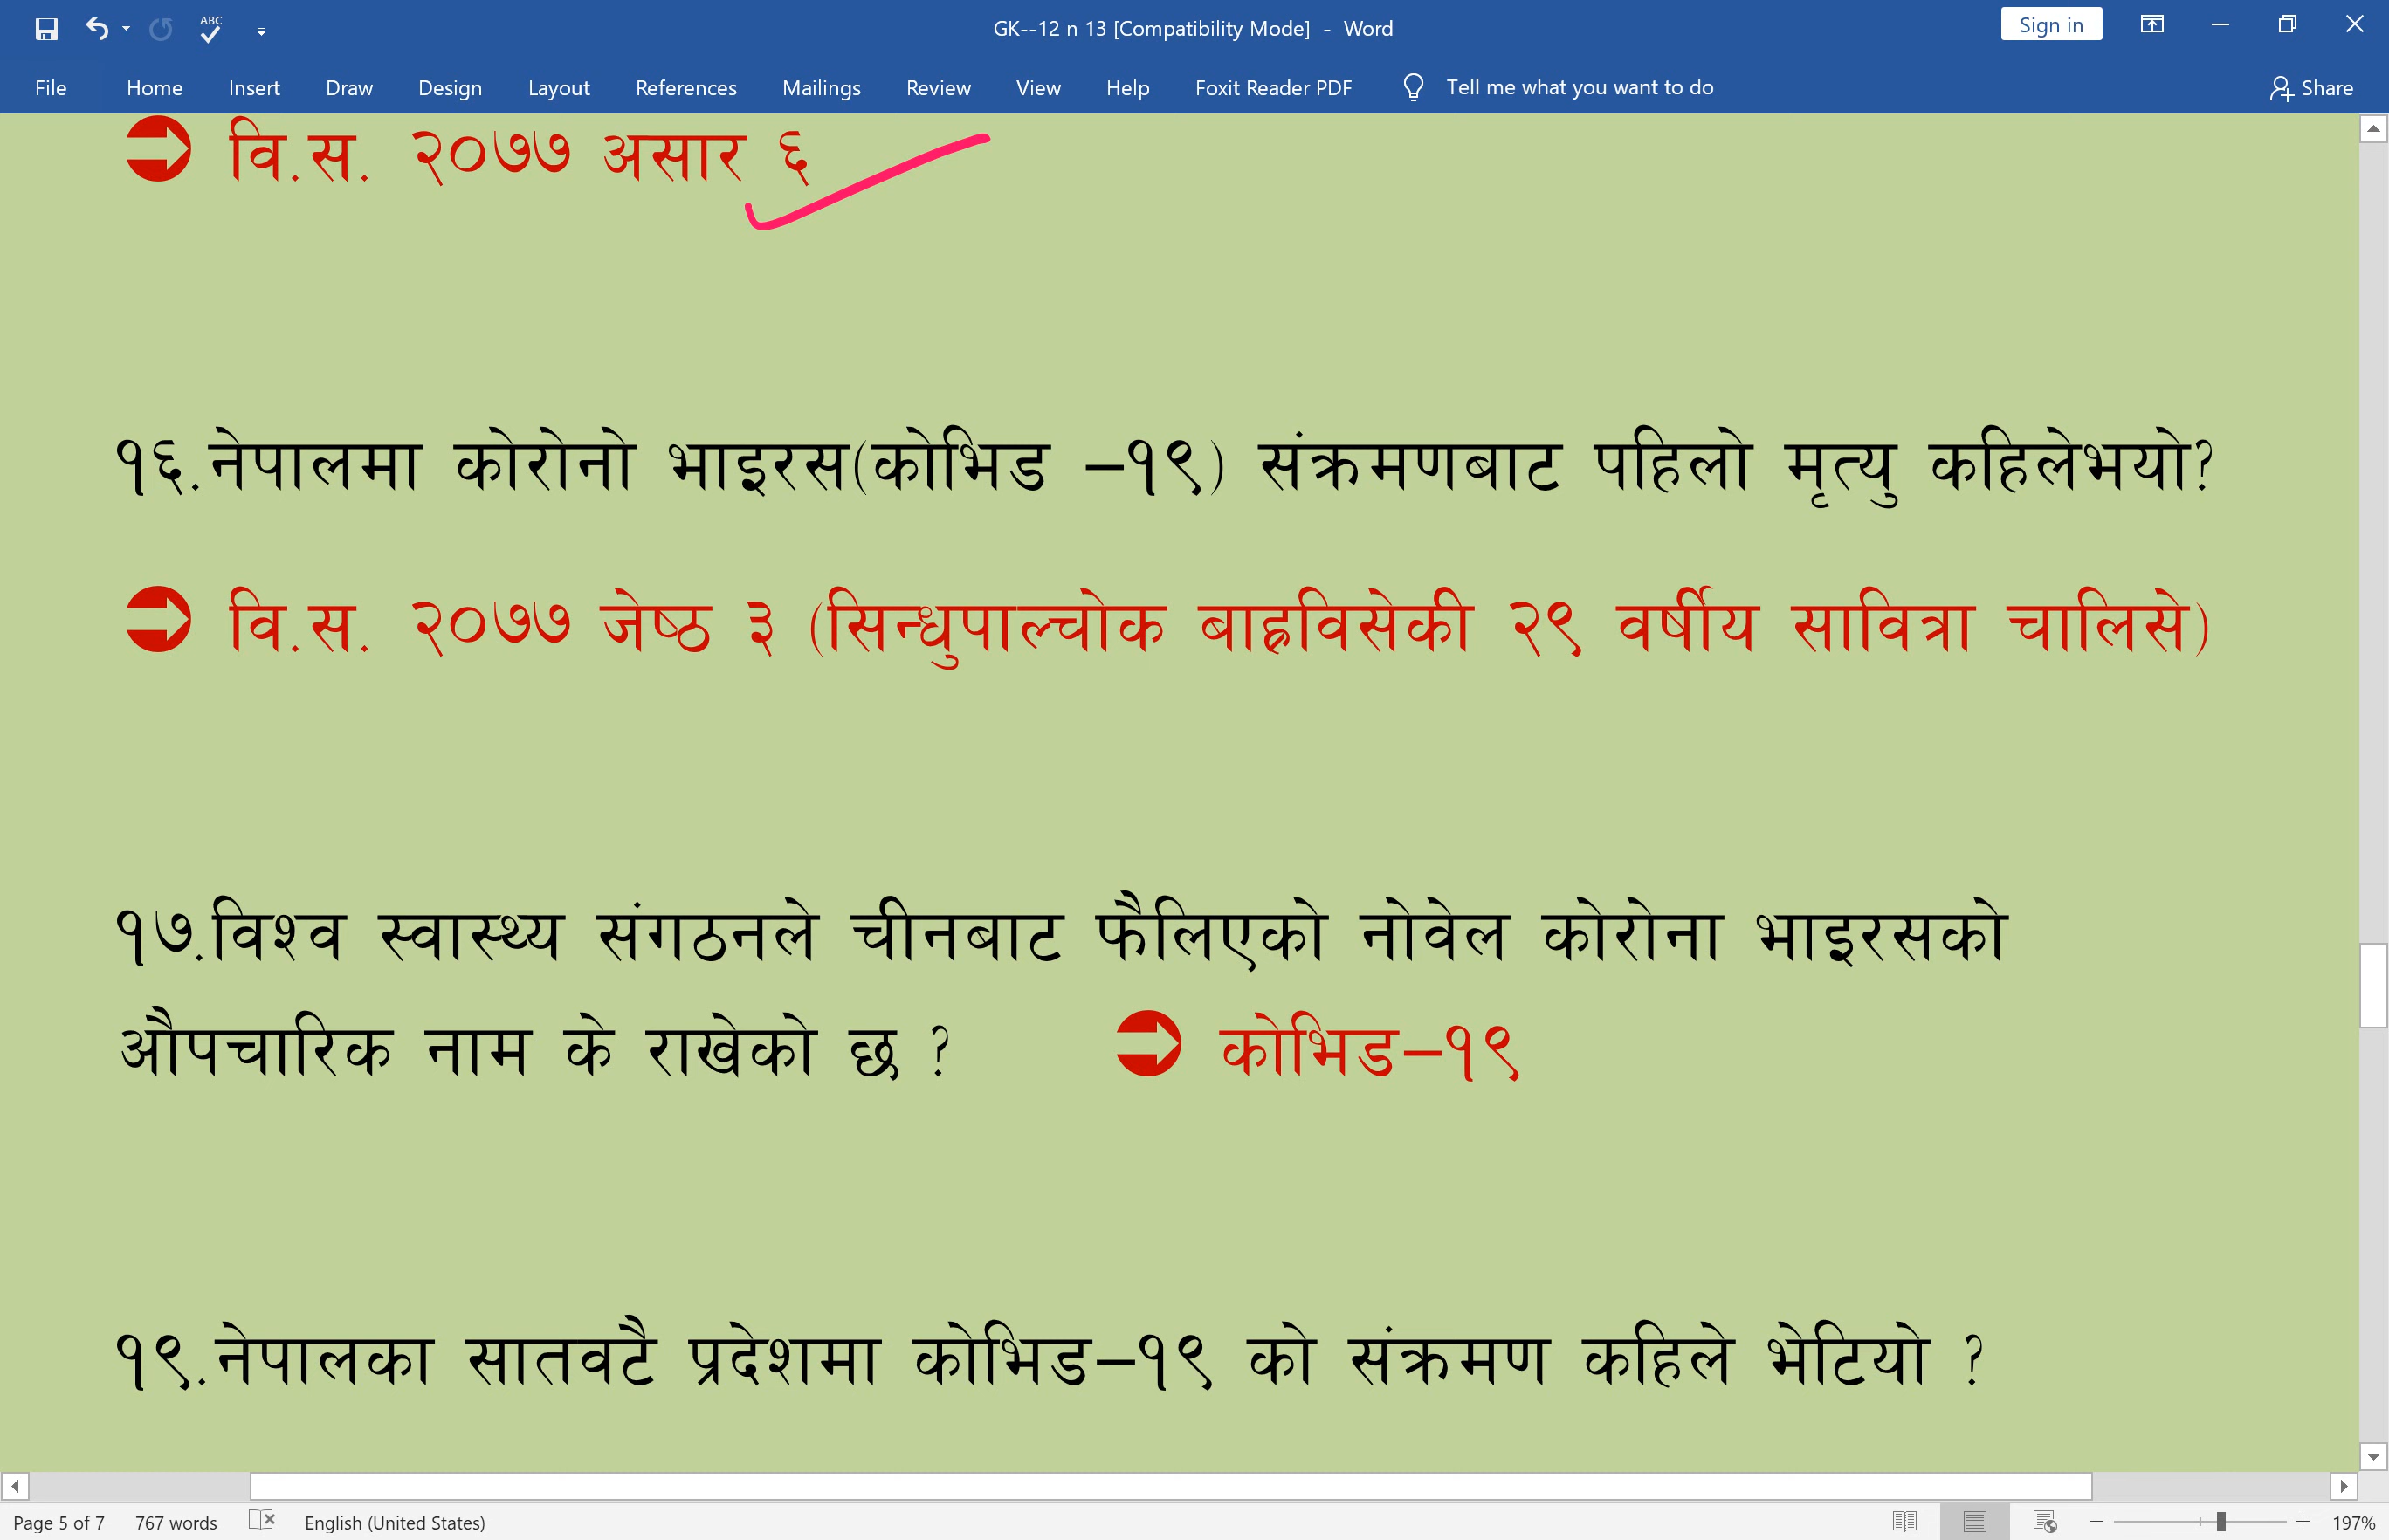 ABC
GK--12 n 13 [Compatibility Mode] - Word
Sign in
File Home Insert Draw Design Layout References Mailings Review View Help Foxit Reader PDF Tell me what you want to do Share
वि.स. २०७७ असार ६
१६.नेपालमा कोरोनो भाइरस(कोभिड –१९) संक्रमणबाट पहिलो मृत्यु कहिलेभयो?
वि.स. २०७७ जेष्ठ ३ (सिन्धुपाल्चोक बाह्रविसेकी २९ वर्षीय सावित्रा चालिसे)
१७.विश्व स्वास्थ्य संगठनले चीनबाट फैलिएको नोवेल कोरोना भाइरसको
औपचारिक नाम के राखेको छ ? कोभिड–१९
१९.नेपालका सातवटै प्रदेशमा कोभिड–१९ को संक्रमण कहिले भेटियो ?
Page 5 of 7 767 words English (United States) 197%